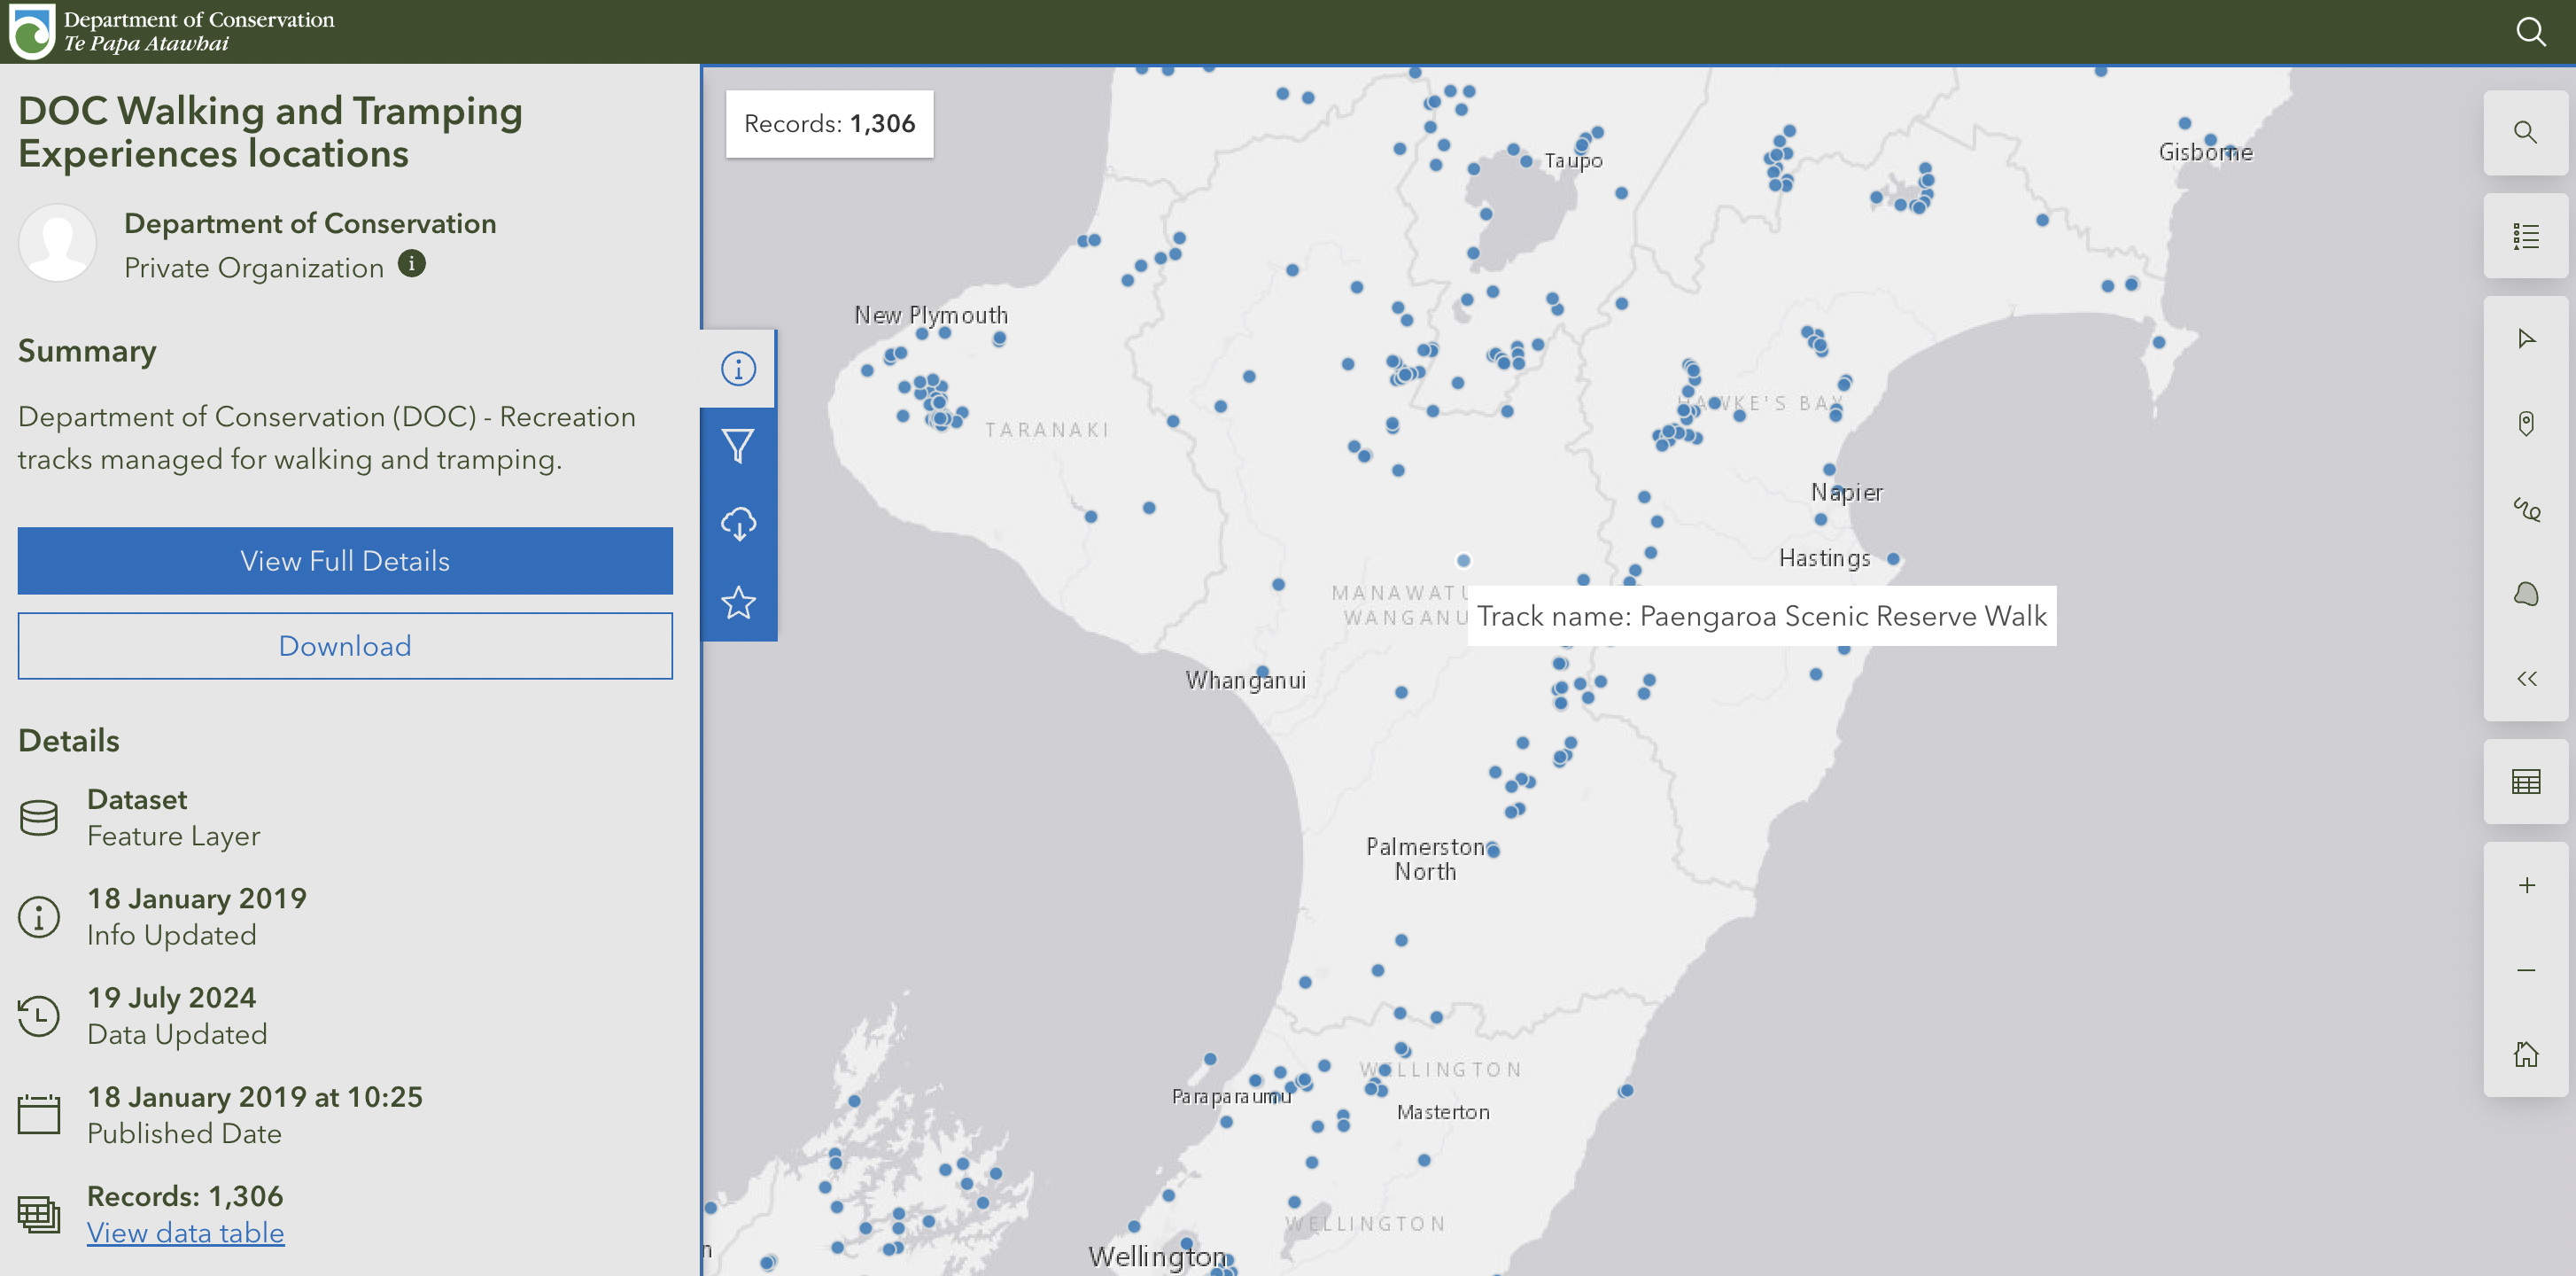 Department of Conservation
Te Papa Atawhai
DOC Walking and Tramping
Experiences locations
Department of Conservation
Private Organization
Summary
Department of Conservation (DOC) - Recreation
tracks managed for walking and tramping.
View Full Details
Download
Details
Dataset
Feature Layer
18 January 2019
Info Updated
19 July 2024
Data Updated
18 January 2019 at 10:25
Published Date
Records: 1,306
View data table
Records: 1,306
Taupo
Gisborne
New Plymouth
TARANAKI
HAWKE'S BAY
Napier
Hastings
MANAWATU
WANGANU
Track name: Paengaroa Scenic Reserve Walk
Whanganui
Palmerston
North
WELLINGTON
Paraparaumu
Masterton
WELLINGTON
n
Wellington